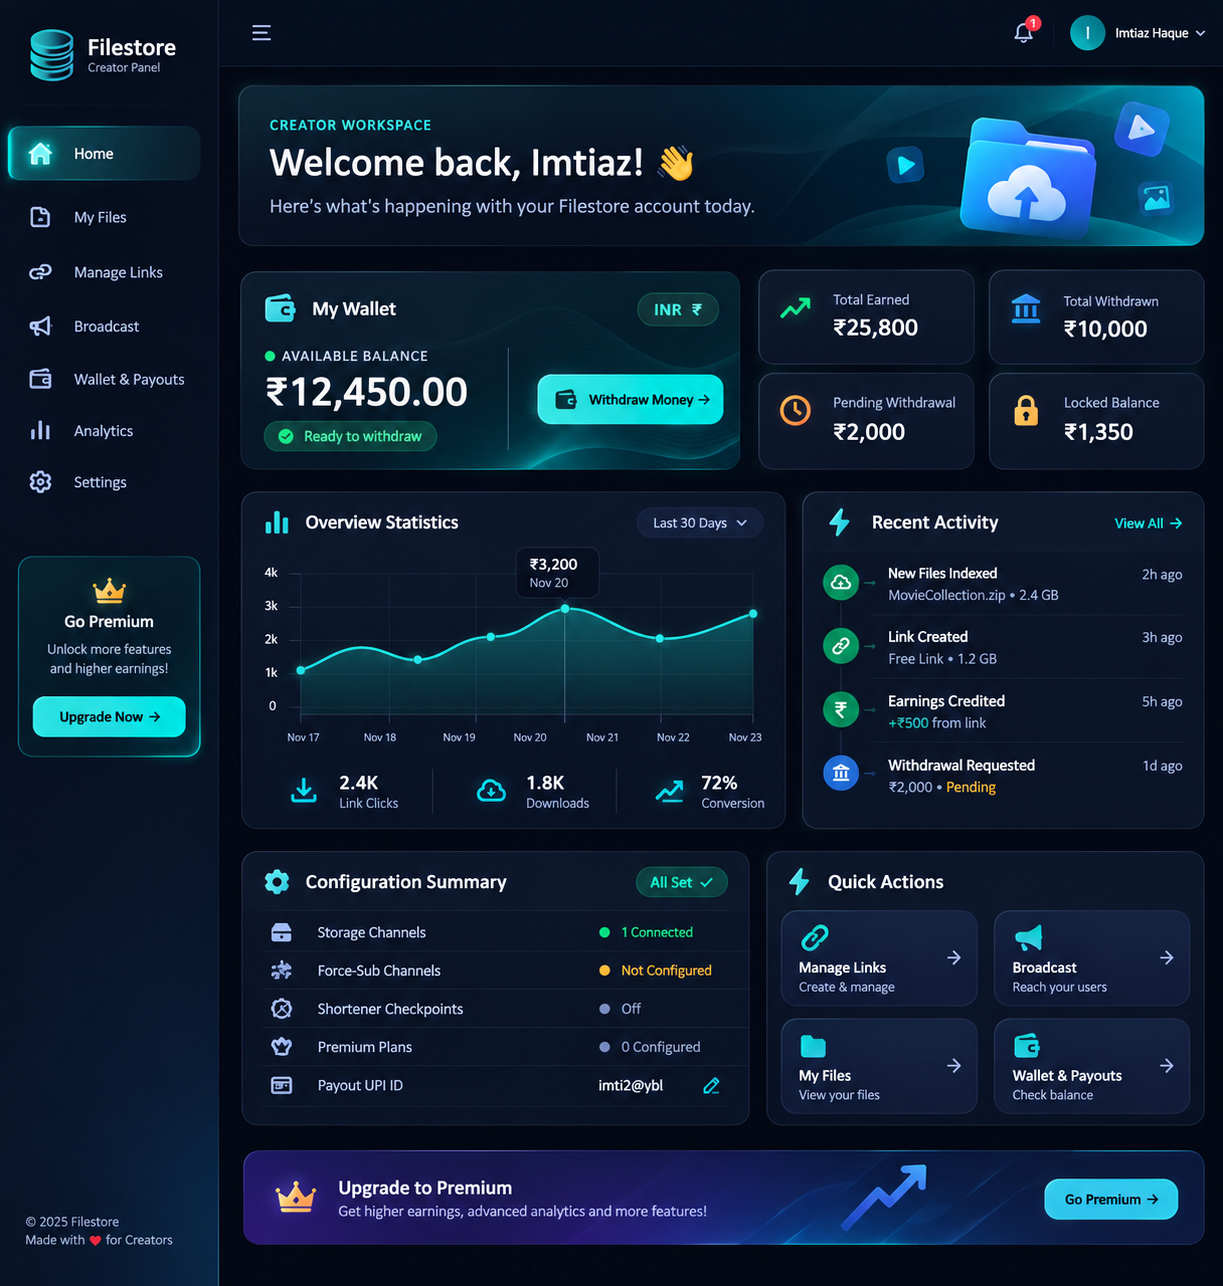 Filestore
Creator Panel
Home
My Files
Manage Links
Broadcast
Wallet & Payouts
Analytics
Settings
Go Premium
Unlock more features
and higher earnings!
Upgrade Now →
© 2025 Filestore
Made with ❤️ for Creators
1
I
Imtiaz Haque
CREATOR WORKSPACE
Welcome back, Imtiaz! 👋
Here's what's happening with your Filestore account today.
My Wallet
INR ₹
AVAILABLE BALANCE
₹12,450.00
Ready to withdraw
Withdraw Money →
Total Earned
₹25,800
Total Withdrawn
₹10,000
Pending Withdrawal
₹2,000
Locked Balance
₹1,350
Overview Statistics
Last 30 Days
₹3,200
Nov 20
4k
3k
2k
1k
0
Nov 17 Nov 18 Nov 19 Nov 20 Nov 21 Nov 22 Nov 23
2.4K
Link Clicks
1.8K
Downloads
72%
Conversion
Recent Activity
View All →
New Files Indexed
2h ago
MovieCollection.zip • 2.4 GB
Link Created
3h ago
Free Link • 1.2 GB
₹
Earnings Credited
5h ago
+₹500 from link
Withdrawal Requested
1d ago
₹2,000 • Pending
Configuration Summary
All Set ✓
Storage Channels
1 Connected
Force-Sub Channels
Not Configured
Shortener Checkpoints
Off
Premium Plans
0 Configured
Payout UPI ID
imti2@ybl
Quick Actions
Manage Links
Create & manage
Broadcast
Reach your users
My Files
View your files
Wallet & Payouts
Check balance
Upgrade to Premium
Get higher earnings, advanced analytics and more features!
Go Premium →